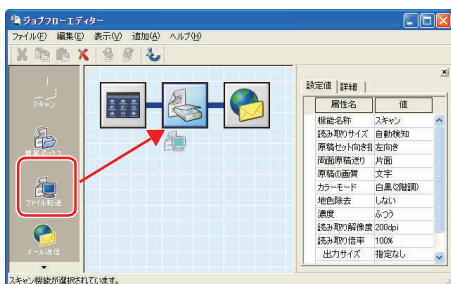 ジョブフローエディター
ファイル(F) 編集(E) 表示(V) 追加(A) ヘルプ(H)
スキャン
ファイル転送
メール送信
設定値 詳細
属性名 値
機能名称 スキャン
読み取りサイズ 自動検知
原稿セット向き指 左向き
両面原稿送り 片面
原稿の画質 文字
カラーモード 白黒(2階調)
地色除去 しない
濃度 ふつう
読み取り解像度 200dpi
読み取り倍率 100%
出力サイズ 指定なし
スキャン機能が選択されています。